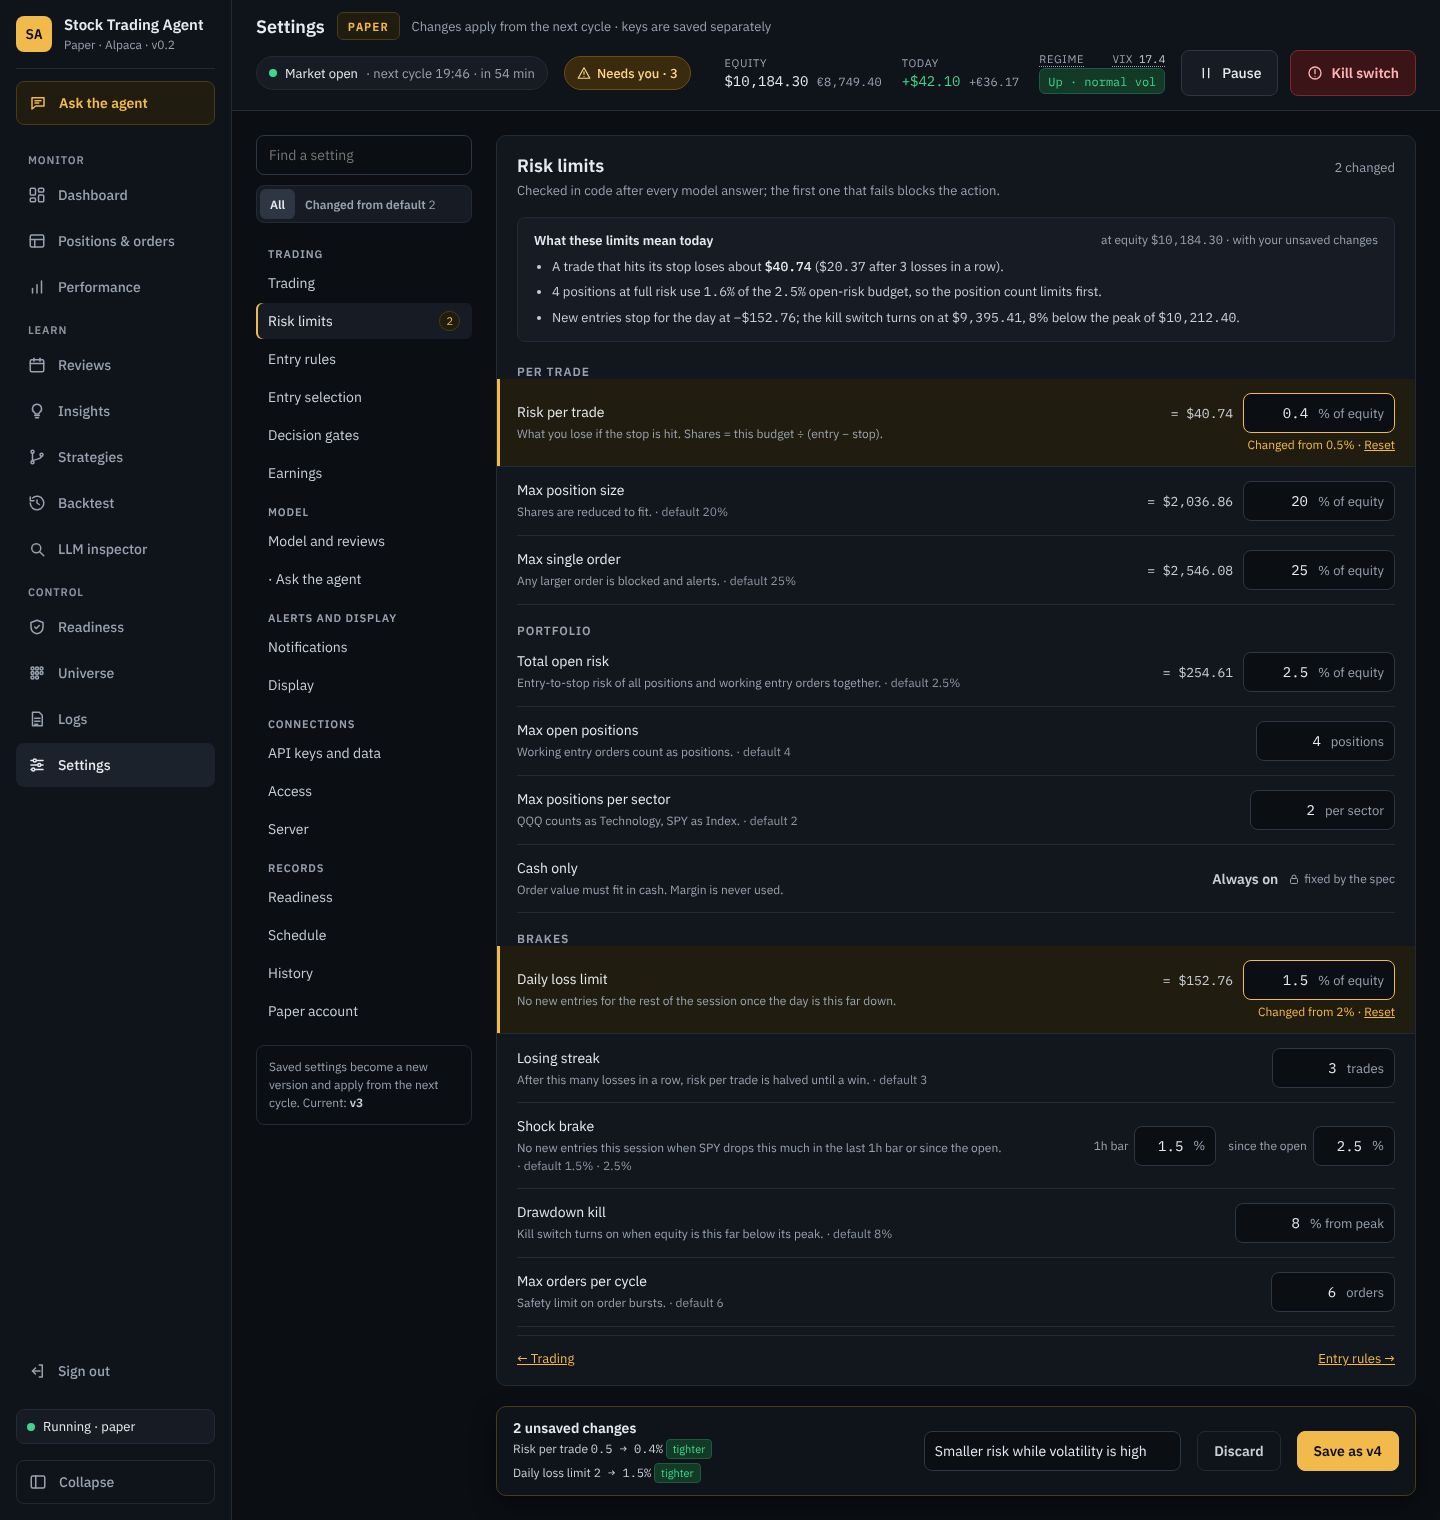 SA
Stock Trading Agent
Paper · Alpaca · v0.2
Ask the agent
MONITOR
Dashboard
Positions & orders
Performance
LEARN
Reviews
Insights
Strategies
Backtest
LLM inspector
CONTROL
Readiness
Universe
Logs
Settings
Sign out
Running · paper
Collapse
Settings
PAPER
Changes apply from the next cycle · keys are saved separately
Market open · next cycle 19:46 · in 54 min
Needs you · 3
EQUITY
$10,184.30 €8,749.40
TODAY
+$42.10 +€36.17
REGIME VIX 17.4
Up · normal vol
Pause
Kill switch
Find a setting
All
Changed from default 2
TRADING
Trading
Risk limits 2
Entry rules
Entry selection
Decision gates
Earnings
MODEL
Model and reviews
· Ask the agent
ALERTS AND DISPLAY
Notifications
Display
CONNECTIONS
API keys and data
Access
Server
RECORDS
Readiness
Schedule
History
Paper account
Saved settings become a new
version and apply from the next
cycle. Current: v3
Risk limits
2 changed
Checked in code after every model answer; the first one that fails blocks the action.
What these limits mean today
at equity $10,184.30 · with your unsaved changes
• A trade that hits its stop loses about $40.74 ($20.37 after 3 losses in a row).
• 4 positions at full risk use 1.6% of the 2.5% open-risk budget, so the position count limits first.
• New entries stop for the day at −$152.76; the kill switch turns on at $9,395.41, 8% below the peak of $10,212.40.
PER TRADE
Risk per trade
What you lose if the stop is hit. Shares = this budget ÷ (entry − stop).
= $40.74
0.4 % of equity
Changed from 0.5% · Reset
Max position size
Shares are reduced to fit. · default 20%
= $2,036.86
20 % of equity
Max single order
Any larger order is blocked and alerts. · default 25%
= $2,546.08
25 % of equity
PORTFOLIO
Total open risk
Entry-to-stop risk of all positions and working entry orders together. · default 2.5%
= $254.61
2.5 % of equity
Max open positions
Working entry orders count as positions. · default 4
4 positions
Max positions per sector
QQQ counts as Technology, SPY as Index. · default 2
2 per sector
Cash only
Order value must fit in cash. Margin is never used.
Always on fixed by the spec
BRAKES
Daily loss limit
No new entries for the rest of the session once the day is this far down.
= $152.76
1.5 % of equity
Changed from 2% · Reset
Losing streak
After this many losses in a row, risk per trade is halved until a win. · default 3
3 trades
Shock brake
No new entries this session when SPY drops this much in the last 1h bar or since the open.
· default 1.5% · 2.5%
1h bar 1.5 % since the open 2.5 %
Drawdown kill
Kill switch turns on when equity is this far below its peak. · default 8%
8 % from peak
Max orders per cycle
Safety limit on order bursts. · default 6
6 orders
← Trading
Entry rules →
2 unsaved changes
Risk per trade 0.5 → 0.4% tighter
Daily loss limit 2 → 1.5% tighter
Smaller risk while volatility is high
Discard
Save as v4